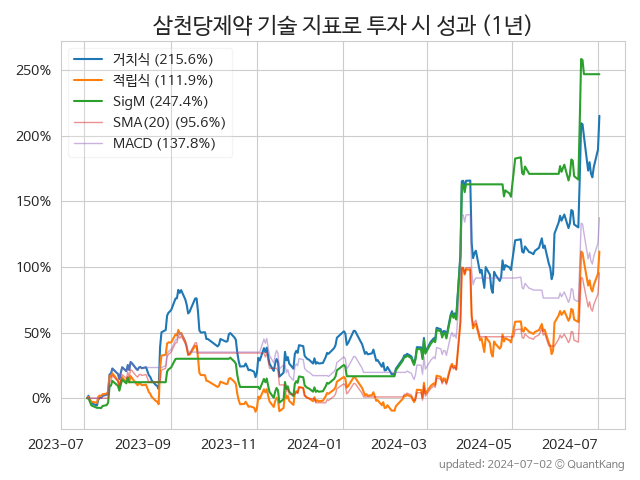 삼천당제약 기술 지표로 투자 시 성과 (1년)
거치식 (215.6%)
적립식 (111.9%)
SigM (247.4%)
SMA(20) (95.6%)
MACD (137.8%)
250%
200%
150%
100%
50%
0%
2023-07 2023-09 2023-11 2024-01 2024-03 2024-05 2024-07
updated: 2024-07-02 © QuantKang